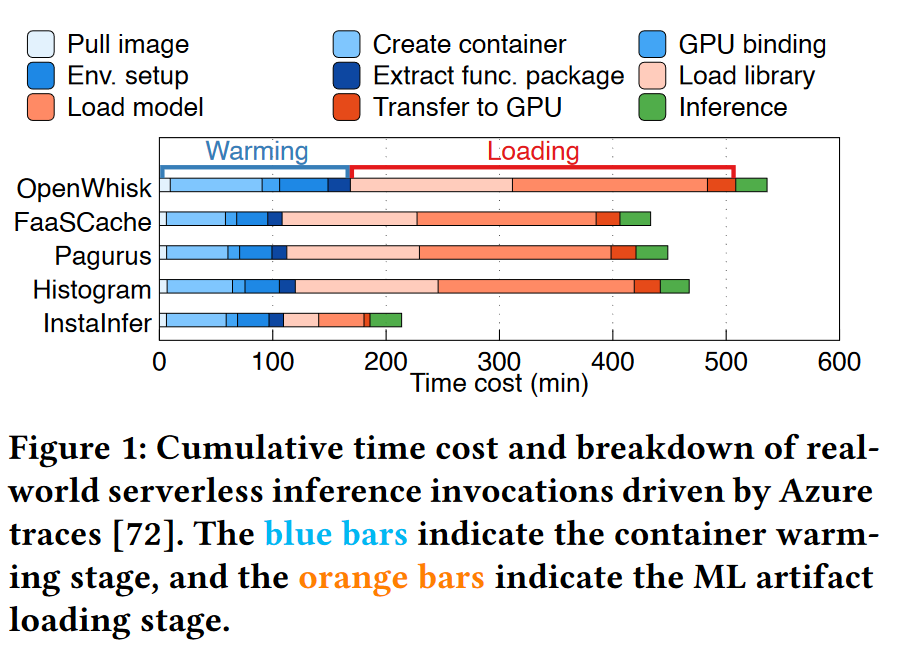 Pull image
Create container
GPU binding
Env. setup
Extract func. package
Load library
Load model
Transfer to GPU
Inference
Warming
Loading
OpenWhisk
FaaSCache
Pagurus
Histogram
InstaInfer
0 100 200 300 400 500 600
Time cost (min)
Figure 1: Cumulative time cost and breakdown of real-
world serverless inference invocations driven by Azure
traces [72]. The blue bars indicate the container warm-
ing stage, and the orange bars indicate the ML artifact
loading stage.